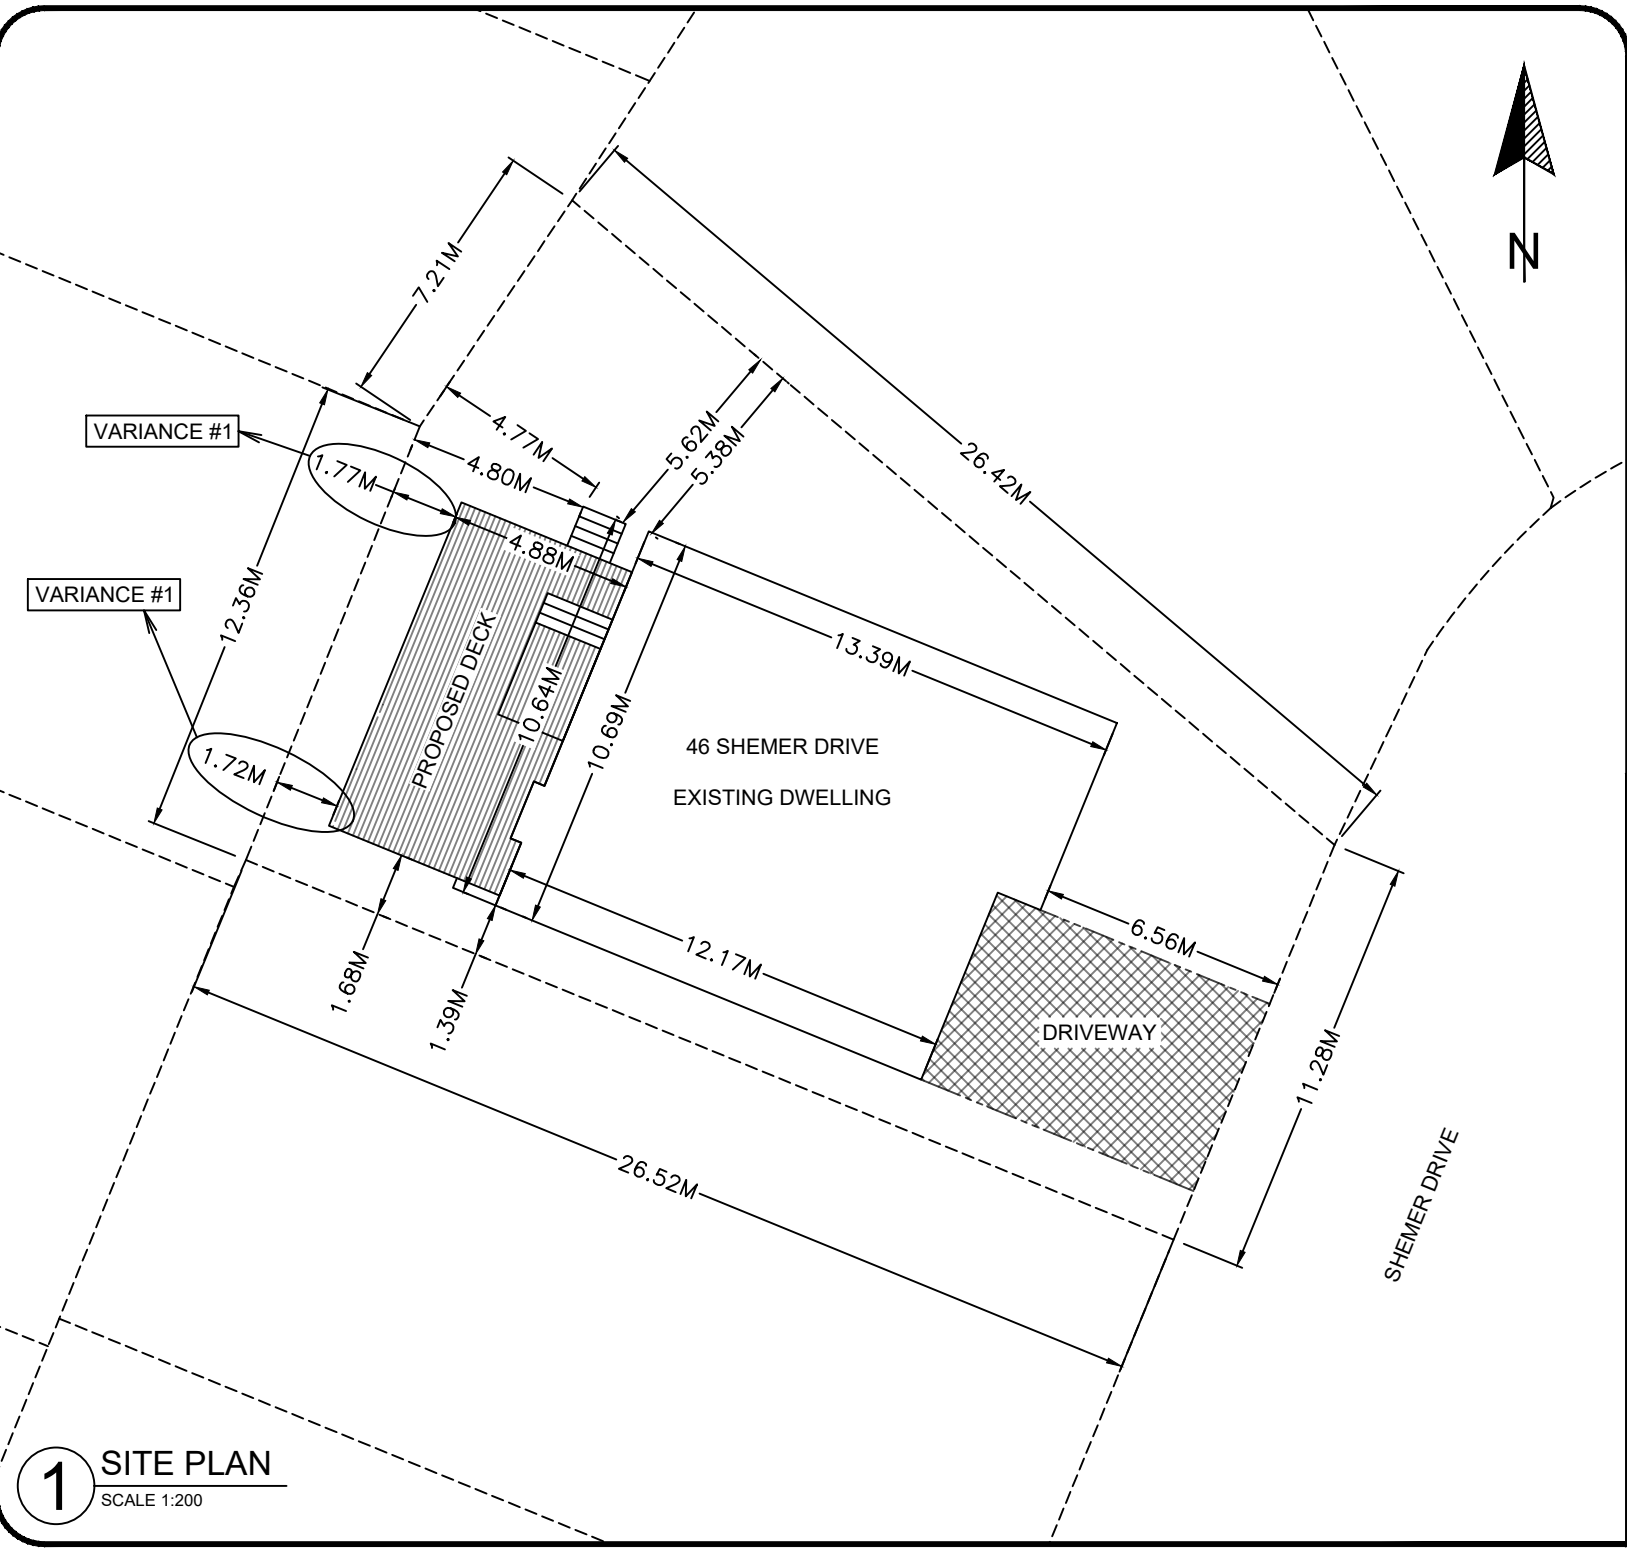 N
7.21M
26.42M
VARIANCE #1
4.77M
4.80M
5.62M
5.38M
1.77M
4.88M
12.36M
VARIANCE #1
13.39M
PROPOSED DECK
10.64M
10.69M
46 SHEMER DRIVE
EXISTING DWELLING
1.72M
6.56M
12.17M
1.68M
1.39M
DRIVEWAY
11.28M
26.52M
SHEMER DRIVE
1
SITE PLAN
SCALE 1:200